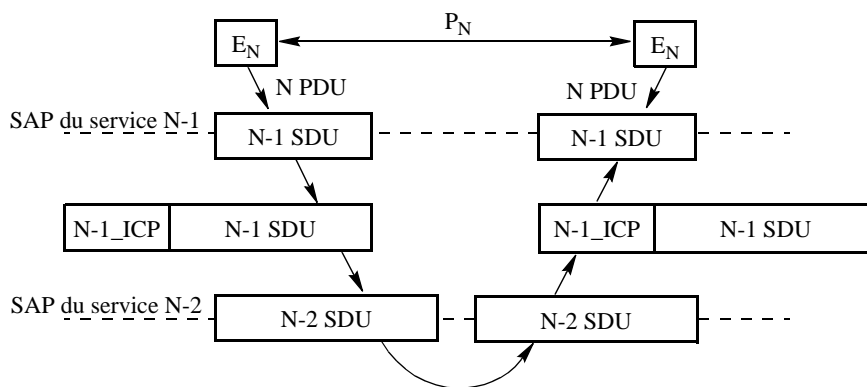 P_N
E_N E_N
N PDU N PDU
SAP du service N-1
N-1 SDU N-1 SDU
N-1_ICP N-1 SDU N-1_ICP N-1 SDU
SAP du service N-2
N-2 SDU N-2 SDU